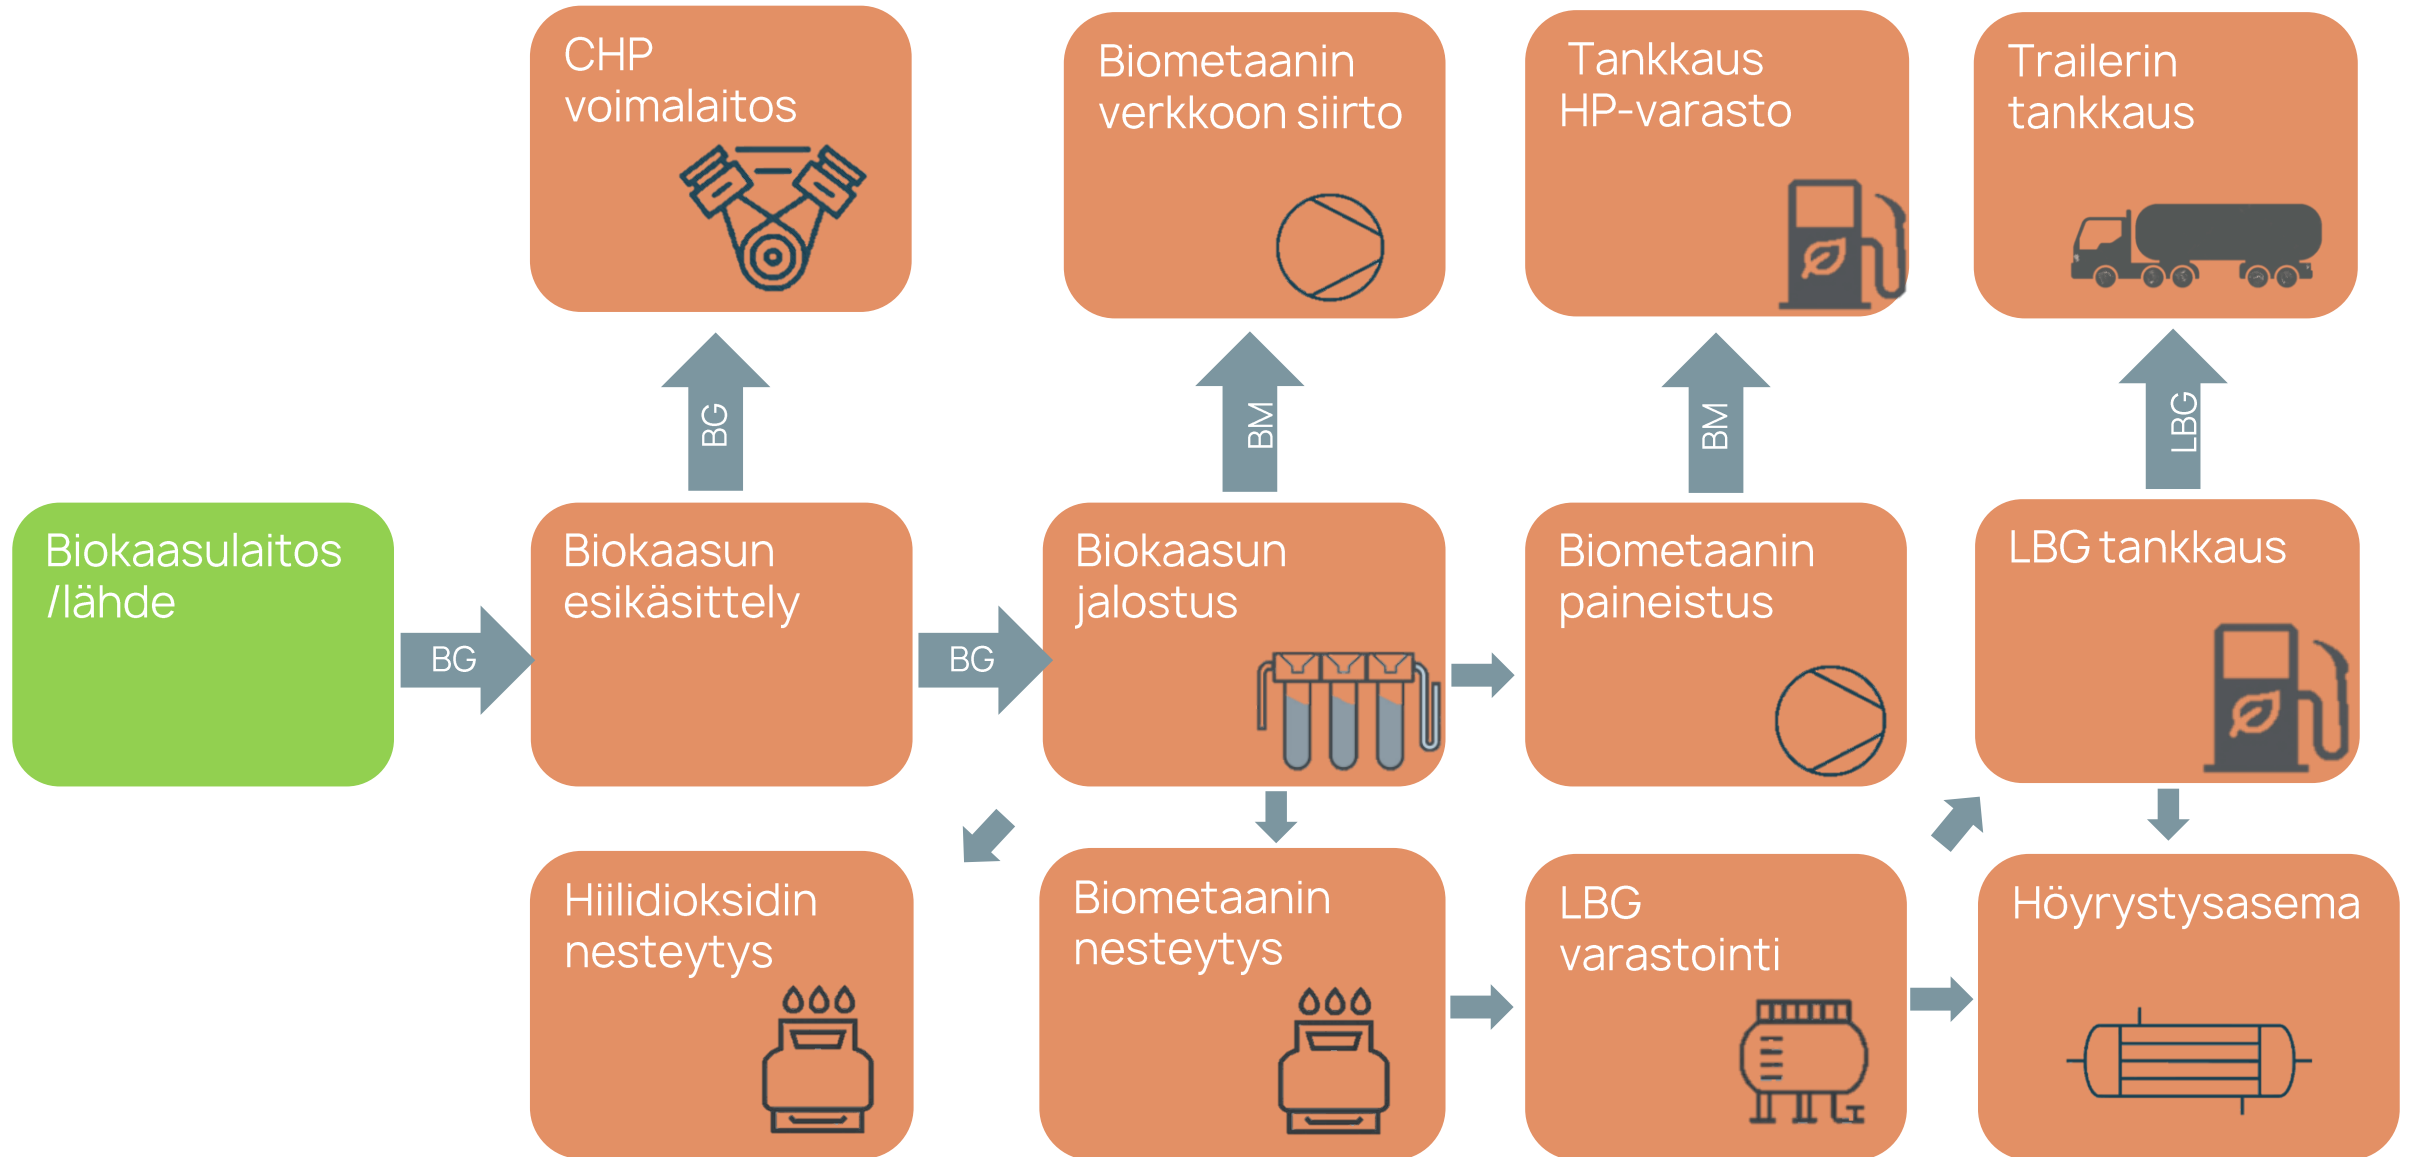 CHP
voimalaitos
Biometaanin
verkkoon siirto
Tankkaus
HP-varasto
Trailerin
tankkaus
BG
BM
BM
LBG
Biokaasulaitos
/lähde
BG
Biokaasun
esikäsittely
BG
Biokaasun
jalostus
Biometaanin
paineistus
LBG tankkaus
Hiilidioksidin
nesteytys
Biometaanin
nesteytys
LBG
varastointi
Höyrystysasema